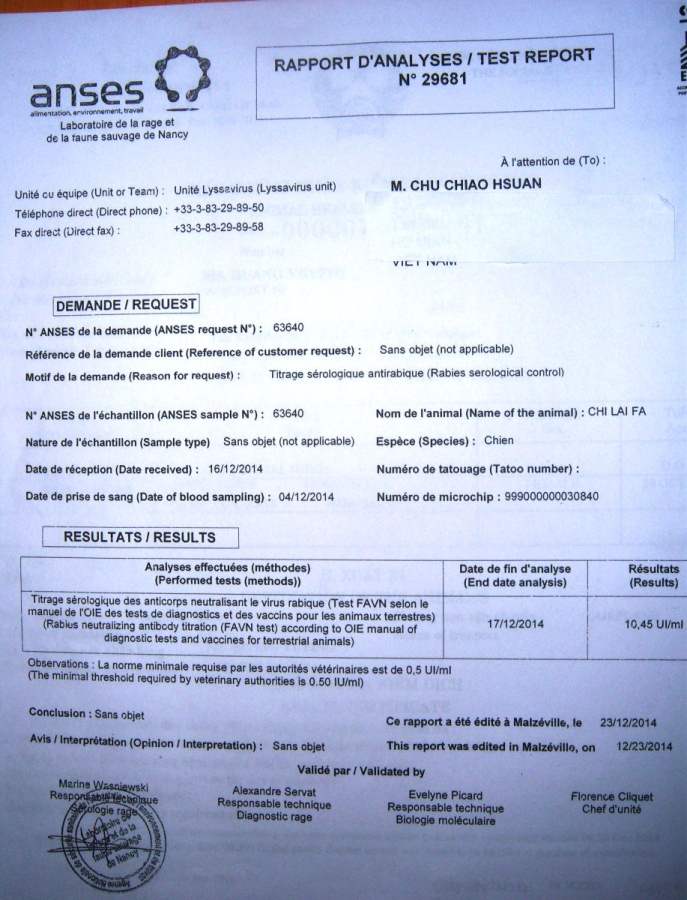 anses
alimentation, environnement, travail
Laboratoire de la rage et
de la faune sauvage de Nancy
RAPPORT D'ANALYSES / TEST REPORT
N° 29681
À l'attention de (To) :
M. CHU CHIAO HSUAN
VIET NAM
Unité ou équipe (Unit or Team) : Unité Lyssavirus (Lyssavirus unit)
Téléphone direct (Direct phone) : +33-3-83-29-89-50
Fax direct (Direct fax) : +33-3-83-29-89-58
DEMANDE / REQUEST
N° ANSES de la demande (ANSES request N°) : 63640
Référence de la demande client (Reference of customer request) : Sans objet (not applicable)
Motif de la demande (Reason for request) : Titrage sérologique antirabique (Rabies serological control)
N° ANSES de l'échantillon (ANSES sample N°) : 63640 Nom de l'animal (Name of the animal) : CHI LAI FA
Nature de l'échantillon (Sample type) Sans objet (not applicable) Espèce (Species) : Chien
Date de réception (Date received) : 16/12/2014 Numéro de tatouage (Tatoo number) :
Date de prise de sang (Date of blood sampling) : 04/12/2014 Numéro de microchip : 999000000030840
RESULTATS / RESULTS
Analyses effectuées (méthodes) Date de fin d'analyse Résultats
(Performed tests (methods)) (End date analysis) (Results)
Titrage sérologique des anticorps neutralisant le virus rabique (Test FAVN selon le
manuel de l'OIE des tests de diagnostics et des vaccins pour les animaux terrestres)
(Rabius neutralizing antibody titration (FAVN test) according to OIE manual of
diagnostic tests and vaccines for terrestrial animals)
17/12/2014 10,45 UI/ml
Observations : La norme minimale requise par les autorités vétérinaires est de 0,5 UI/ml
(The minimal threshold required by veterinary authorities is 0.50 IU/ml)
Conclusion : Sans objet
Ce rapport a été édité à Malzéville, le 23/12/2014
Avis / Interprétation (Opinion / Interpretation) : Sans objet
This report was edited in Malzéville, on 12/23/2014
Validé par / Validated by
Marine Wasniewski
Responsable technique
Sérologie rage
Alexandre Servat
Responsable technique
Diagnostic rage
Evelyne Picard
Responsable technique
Biologie moléculaire
Florence Cliquet
Chef d'unité
Laboratoire de
la rage et de la
faune sauvage
de Nancy